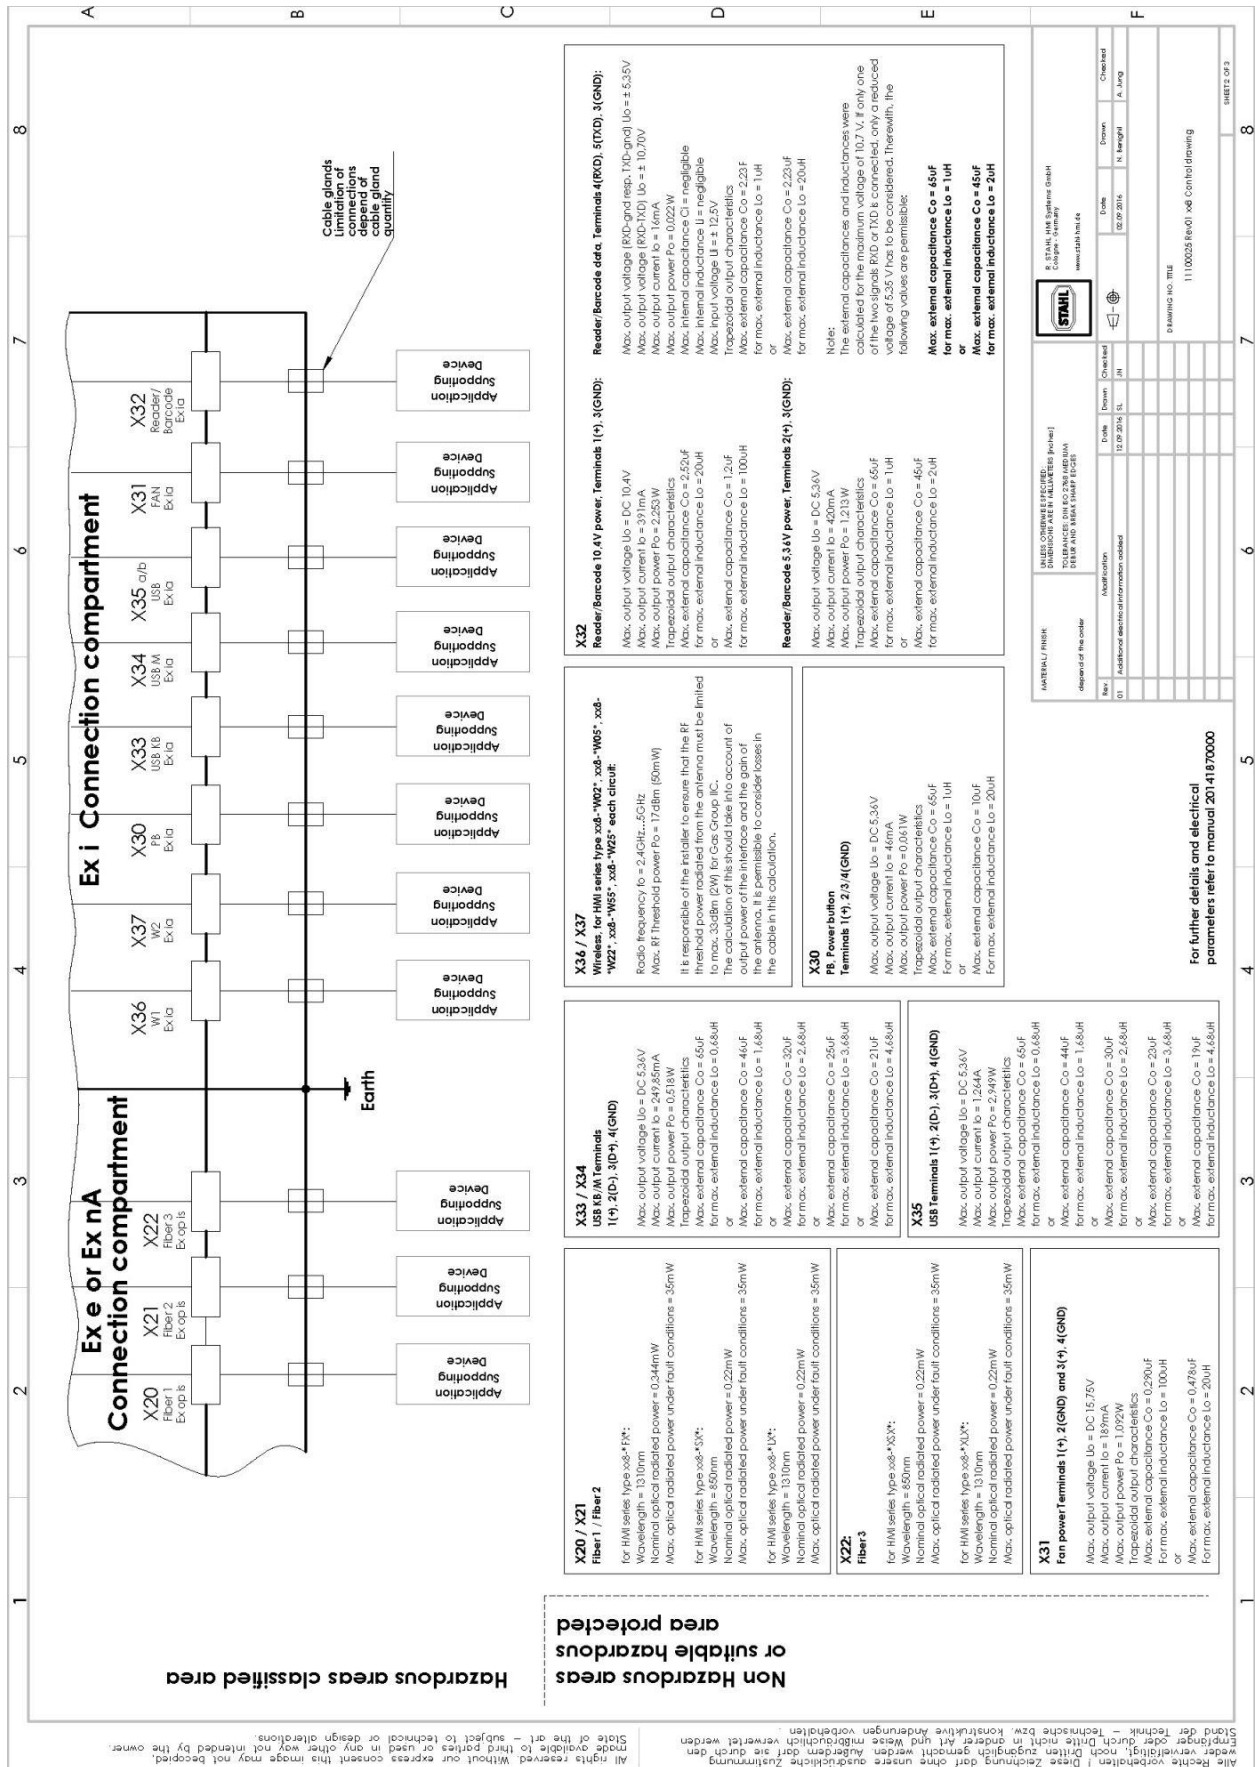 1
2
3
4
5
6
7
8
A
B
C
D
E
F
Ex e or Ex nA
Connection compartment
Ex i Connection compartment
X20
Fiber 1
Ex op is
X21
Fiber 2
Ex op is
X22
Fiber 3
Ex op is
X36
W1
Ex ia
X37
W2
Ex ia
X30
PB
Ex ia
X33
USB KB
Ex ia
X34
USB M
Ex ia
X35 a/b
USB
Ex ia
X31
FAN
Ex ia
X32
Reader/
Barcode
Ex ia
Earth
Cable glands
Limitation of
connections
depend of
cable gland
quantity
Application
Supporting
Device
Application
Supporting
Device
Application
Supporting
Device
Application
Supporting
Device
Application
Supporting
Device
Application
Supporting
Device
Application
Supporting
Device
Application
Supporting
Device
Application
Supporting
Device
Application
Supporting
Device
Application
Supporting
Device
Hazardous areas classified area
Non Hazardous areas
or suitable hazardous
area protected
X20 / X21
Fiber 1 / Fiber 2
for HMI series type xx8-*FX*:
Wavelength = 1310nm
Nominal optical radiated power = 0,344mW
Max. optical radiated power under fault conditions = 35mW
for HMI series type xx8-*SX*:
Wavelength = 850nm
Nominal optical radiated power = 0,22mW
Max. optical radiated power under fault conditions = 35mW
for HMI series type xx8-*LX*:
Wavelength = 1310nm
Nominal optical radiated power = 0,22mW
Max. optical radiated power under fault conditions = 35mW
X22:
Fiber 3
for HMI series type xx8-*XSX*:
Wavelength = 850nm
Nominal optical radiated power = 0,22mW
Max. optical radiated power under fault conditions = 35mW
for HMI series type xx8-*XLX*:
Wavelength = 1310nm
Nominal optical radiated power = 0,22mW
Max. optical radiated power under fault conditions = 35mW
X31
Fan power Terminals 1(+), 2(GND) and 3(+), 4(GND)
Max. output voltage Uo = DC 15,75V
Max. output current Io = 189mA
Max. output power Po = 1,092W
Trapezoidal output characteristics
Max. external capacitance Co = 0,290uF
For max. external inductance Lo = 100uH
or
Max. external capacitance Co = 0,478uF
For max. external inductance Lo = 20uH
X33 / X34
USB KB /M Terminals
1(+), 2(D-), 3(D+), 4(GND)
Max. output voltage Uo = DC 5,36V
Max. output current Io = 249,85mA
Max. output power Po = 0,518W
Trapezoidal output characteristics
Max. external capacitance Co = 65uF
for max. external inductance Lo = 0,68uH
or
Max. external capacitance Co = 46uF
for max. external inductance Lo = 1,68uH
or
Max. external capacitance Co = 32uF
for max. external inductance Lo = 2,68uH
or
Max. external capacitance Co = 25uF
for max. external inductance Lo = 3,68uH
or
Max. external capacitance Co = 21uF
for max. external inductance Lo = 4,68uH
X35
USB Terminals 1(+), 2(D-), 3(D+), 4(GND)
Max. output voltage Uo = DC 5,36V
Max. output current Io = 1,264A
Max. output power Po = 2,949W
Trapezoidal output characteristics
Max. external capacitance Co = 65uF
for max. external inductance Lo = 0,68uH
or
Max. external capacitance Co = 44uF
for max. external inductance Lo = 1,68uH
or
Max. external capacitance Co = 30uF
for max. external inductance Lo = 2,68uH
or
Max. external capacitance Co = 23uF
for max. external inductance Lo = 3,68uH
or
Max. external capacitance Co = 19uF
for max. external inductance Lo = 4,68uH
X36 / X37
Wireless, for HMI series type xx8-*W02*, xx8-*W05*, xx8-
*W22*, xx8-*W55*, xx8-*W25* each circuit:
Radio frequency fo = 2,4GHz...5GHz
Max. RF Threshold power Po = 17dBm (50mW)
It is responsible of the installer to ensure that the RF
threshold power radiated from the antenna must be limited
to max. 33dBm (2W) for Gas Group IIC.
The calculation of this should take into account of
output power of the interface and the gain of
the antenna. It is permissible to consider losses in
the cable in this calculation.
X30
PB, Power button
Terminals 1(+), 2/3/4(GND)
Max. output voltage Uo = DC 5,36V
Max. output current Io = 46mA
Max. output power Po = 0,061W
Trapezoidal output characteristics
Max. external capacitance Co = 65uF
For max. external inductance Lo = 1uH
or
Max. external capacitance Co = 10uF
For max. external inductance Lo = 20uH
X32
Reader/Barcode 10,4V power, Terminals 1(+), 3(GND):
Max. output voltage Uo = DC 10,4V
Max. output current Io = 391mA
Max. output power Po = 2,253W
Trapezoidal output characteristics
Max. external capacitance Co = 2,52uF
for max. external inductance Lo = 20uH
or
Max. external capacitance Co = 1,2uF
for max. external inductance Lo = 100uH
Reader/Barcode 5,36V power, Terminals 2(+), 3(GND):
Max. output voltage Uo = DC 5,36V
Max. output current Io = 420mA
Max. output power Po = 1,213W
Trapezoidal output characteristics
Max. external capacitance Co = 65uF
for max. external inductance Lo = 1uH
or
Max. external capacitance Co = 45uF
for max. external inductance Lo = 2uH
Reader/Barcode data, Terminals 4(RXD), 5(TXD), 3(GND):
Max. output voltage (RXD-gnd resp. TXD-gnd) Uo = ± 5,35V
Max. output voltage (RXD-TXD) Uo = ± 10,70V
Max. output current Io = 16mA
Max. output power Po = 0,022W
Max. internal capacitance Ci = negligible
Max. internal inductance Li = negligible
Max. input voltage Ui = ± 12,5V
Trapezoidal output characteristics
Max. external capacitance Co = 2,23F
for max. external inductance Lo = 1uH
or
Max. external capacitance Co = 2,23uF
for max. external inductance Lo = 20uH
Note:
The external capacitances and inductances were
calculated for the maximum voltage of 10.7 V. If only one
of the two signals RXD or TXD is connected, only a reduced
voltage of 5.35 V has to be considered. Therewith, the
following values are permissible:
Max. external capacitance Co = 65uF
for max. external inductance Lo = 1uH
or
Max. external capacitance Co = 45uF
for max. external inductance Lo = 2uH
For further details and electrical
parameters refer to manual 20141870000
MATERIAL / FINISH:
depend of the order
UNLESS OTHERWISE SPECIFIED:
DIMENSIONS ARE IN MILLIMETERS [inches]
TOLERANCES: DIN ISO 2768 MEDIUM
DEBUR AND BREAK SHARP EDGES
STAHL
R. STAHL HMI Systems GmbH
Cologne - Germany
www.stahl-hmi.de
Rev. Modification Date Drawn Checked
01 Additional electrical information added 12.09.2016 SL JN
Date Drawn Checked
02.09.2016 N. Benghil A. Jung
DRAWING NO. TITLE
11100025 Rev01 xx8 Control drawing
SHEET 2 OF 3
All rights reserved. Without our express consent this image may not be copied,
made available to third parties or used in any other way not intended by the owner.
State of the art – subject to technical or design alterations.
Alle Rechte vorbehalten ! Diese Zeichnung darf ohne unsere ausdrückliche Zustimmung
weder vervielfältigt, noch Dritten zugänglich gemacht werden. Außerdem darf sie durch den
Empfänger oder durch Dritte nicht in anderer Art und Weise mißbräuchlich verwertet werden
Stand der Technik – Technische bzw. konstruktive Änderungen vorbehalten .